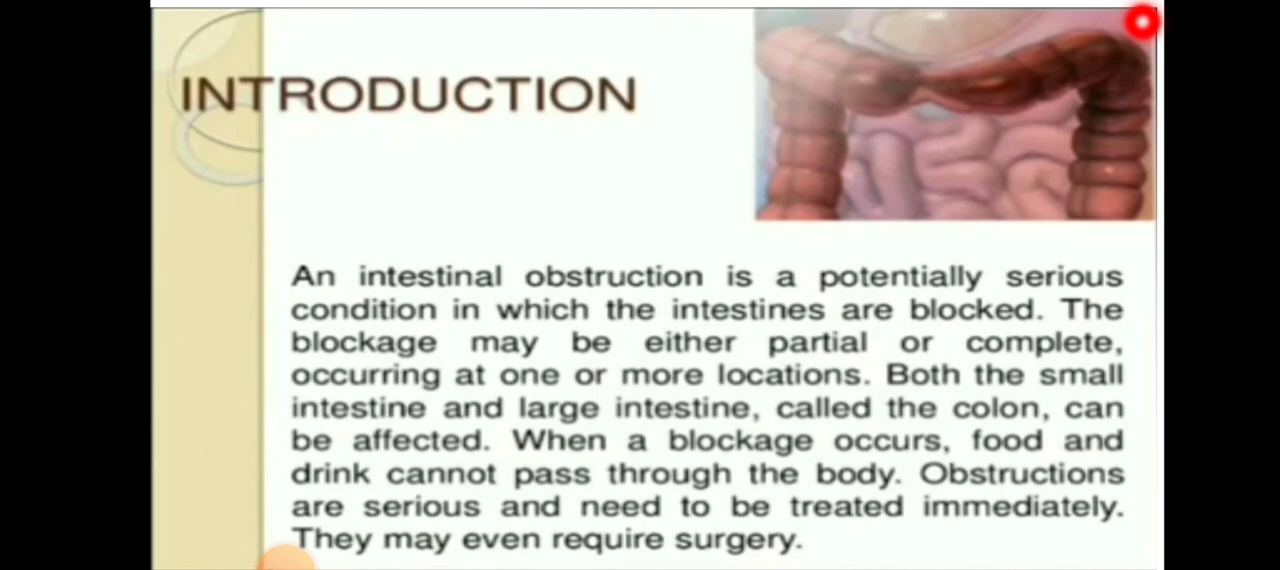 INTRODUCTION
An intestinal obstruction is a potentially serious
condition in which the intestines are blocked. The
blockage may be either partial or complete,
occurring at one or more locations. Both the small
intestine and large intestine, called the colon, can
be affected. When a blockage occurs, food and
drink cannot pass through the body. Obstructions
are serious and need to be treated immediately.
They may even require surgery.